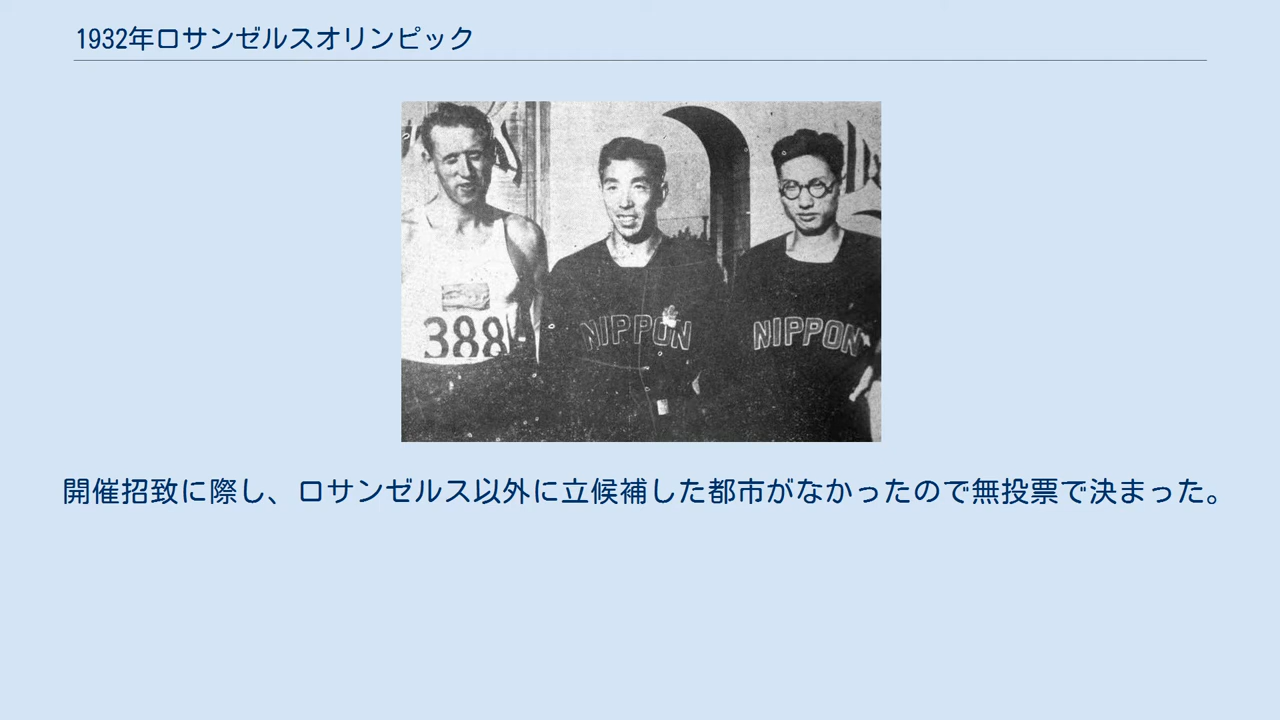 1932年ロサンゼルスオリンピック
388
NIPPON
NIPPON
開催招致に際し、ロサンゼルス以外に立候補した都市がなかったので無投票で決まった。